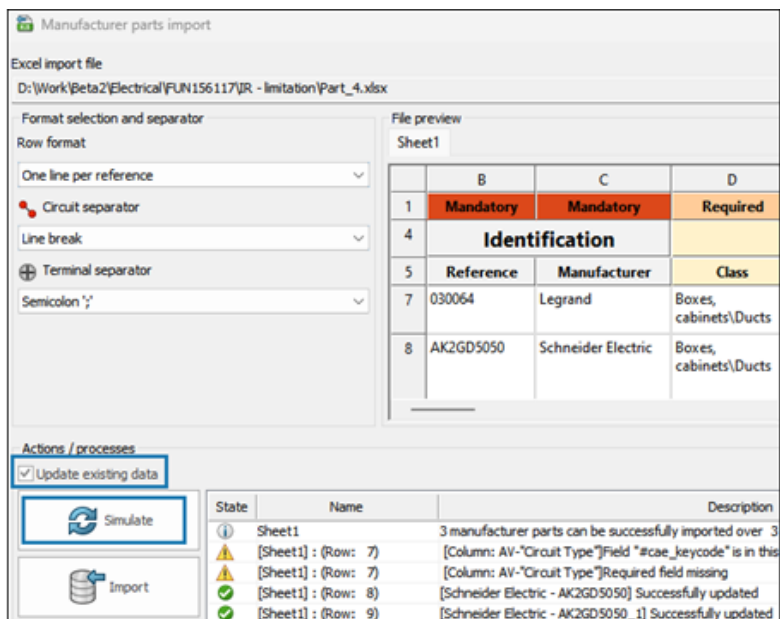 Manufacturer parts import
Excel import file
D:\Work\Beta2\Electrical\FUN156117\IR - limitation\Part_4.xlsx
Format selection and separator
Row format
One line per reference
Circuit separator
Line break
Terminal separator
Semicolon ';'
File preview
Sheet1
B C D
1 Mandatory Mandatory Required
4 Identification
5 Reference Manufacturer Class
7 030064 Legrand Boxes,
cabinets\Ducts
8 AK2GD5050 Schneider Electric Boxes,
cabinets\Ducts
Actions / processes
Update existing data
Simulate
Import
State Name Description
Sheet1 3 manufacturer parts can be successfully imported over 3
[Sheet1] : (Row: 7) [Column: AV-"Circuit Type"]Field "#cae_keycode" is in this
[Sheet1] : (Row: 7) [Column: AV-"Circuit Type"]Required field missing
[Sheet1] : (Row: 8) [Schneider Electric - AK2GD5050] Successfully updated
[Sheet1] : (Row: 9) [Schneider Electric - AK2GD5050_1] Successfully updated